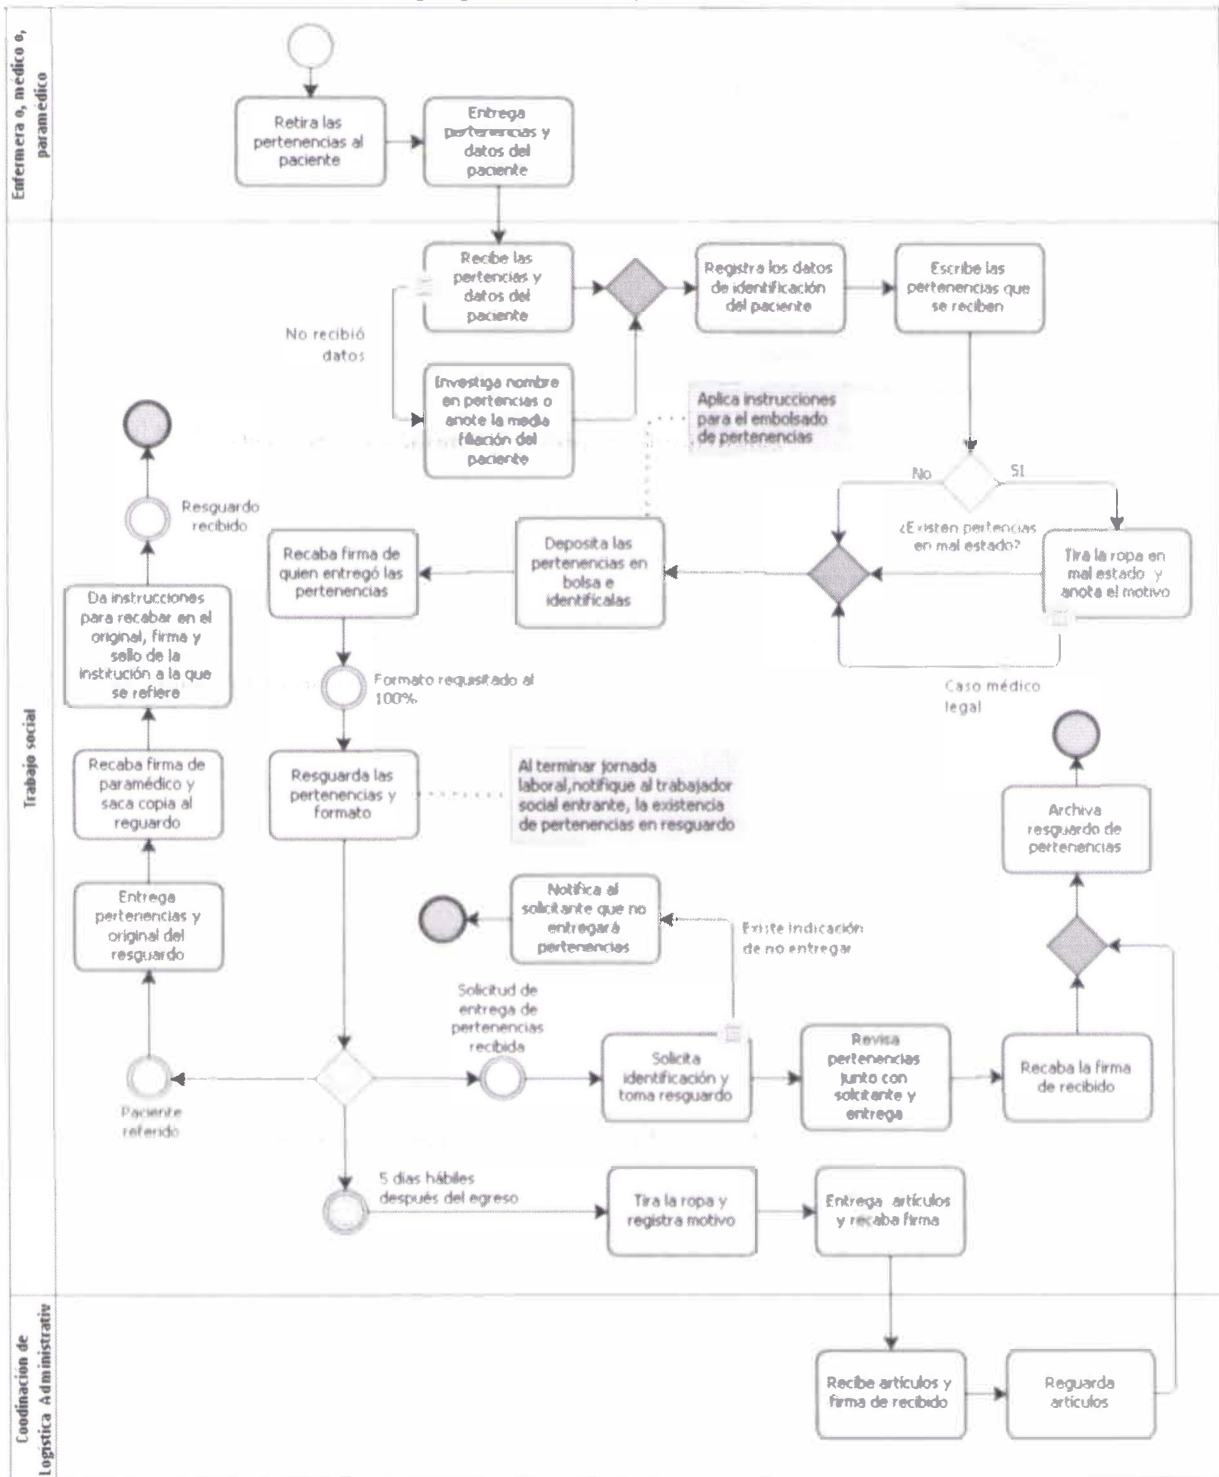 Enfermera o, médico o,
paramédico
Retira las
pertenencias al
paciente
Entrega
pertenencias y
datos del
paciente
Trabajo social
Recibe las
pertencias y
datos del
paciente
Registra los datos
de identificación
del paciente
Escribe las
pertenencias que
se reciben
No recibió
datos
Investiga nombre
en pertencias o
anote la media
filiación del
paciente
Aplica instrucciones
para el embolsado
de pertenencias
No
SI
¿Existen pertencias
en mal estado?
Tira la ropa en
mal estado y
anota el motivo
Caso médico
legal
Deposita las
pertenencias en
bolsa e
identifícalas
Recaba firma de
quien entregó las
pertenencias
Formato requisitado al
100%
Resguarda las
pertenencias y
formato
Al terminar jornada
laboral,notifique al trabajador
social entrante, la existencia
de pertenencias en resguardo
Resguardo
recibido
Da instrucciones
para recabar en el
original, firma y
sello de la
institución a la que
se refiere
Recaba firma de
paramédico y
saca copia al
reguardo
Entrega
pertenencias y
original del
resguardo
Paciente
referido
Notifica al
solicitante que no
entregará
pertenencias
Existe indicación
de no entregar
Solicitud de
entrega de
pertenencias
recibida
Solicita
identificación y
toma resguardo
Revisa
pertenencias
junto con
solcitante y
entrega
Recaba la firma
de recibido
Archiva
resguardo de
pertenencias
5 días hábiles
después del egreso
Tira la ropa y
registra motivo
Entrega artículos
y recaba firma
Coodinación de
Logística Administrativ
Recibe artículos y
firma de recibido
Reguarda
artículos